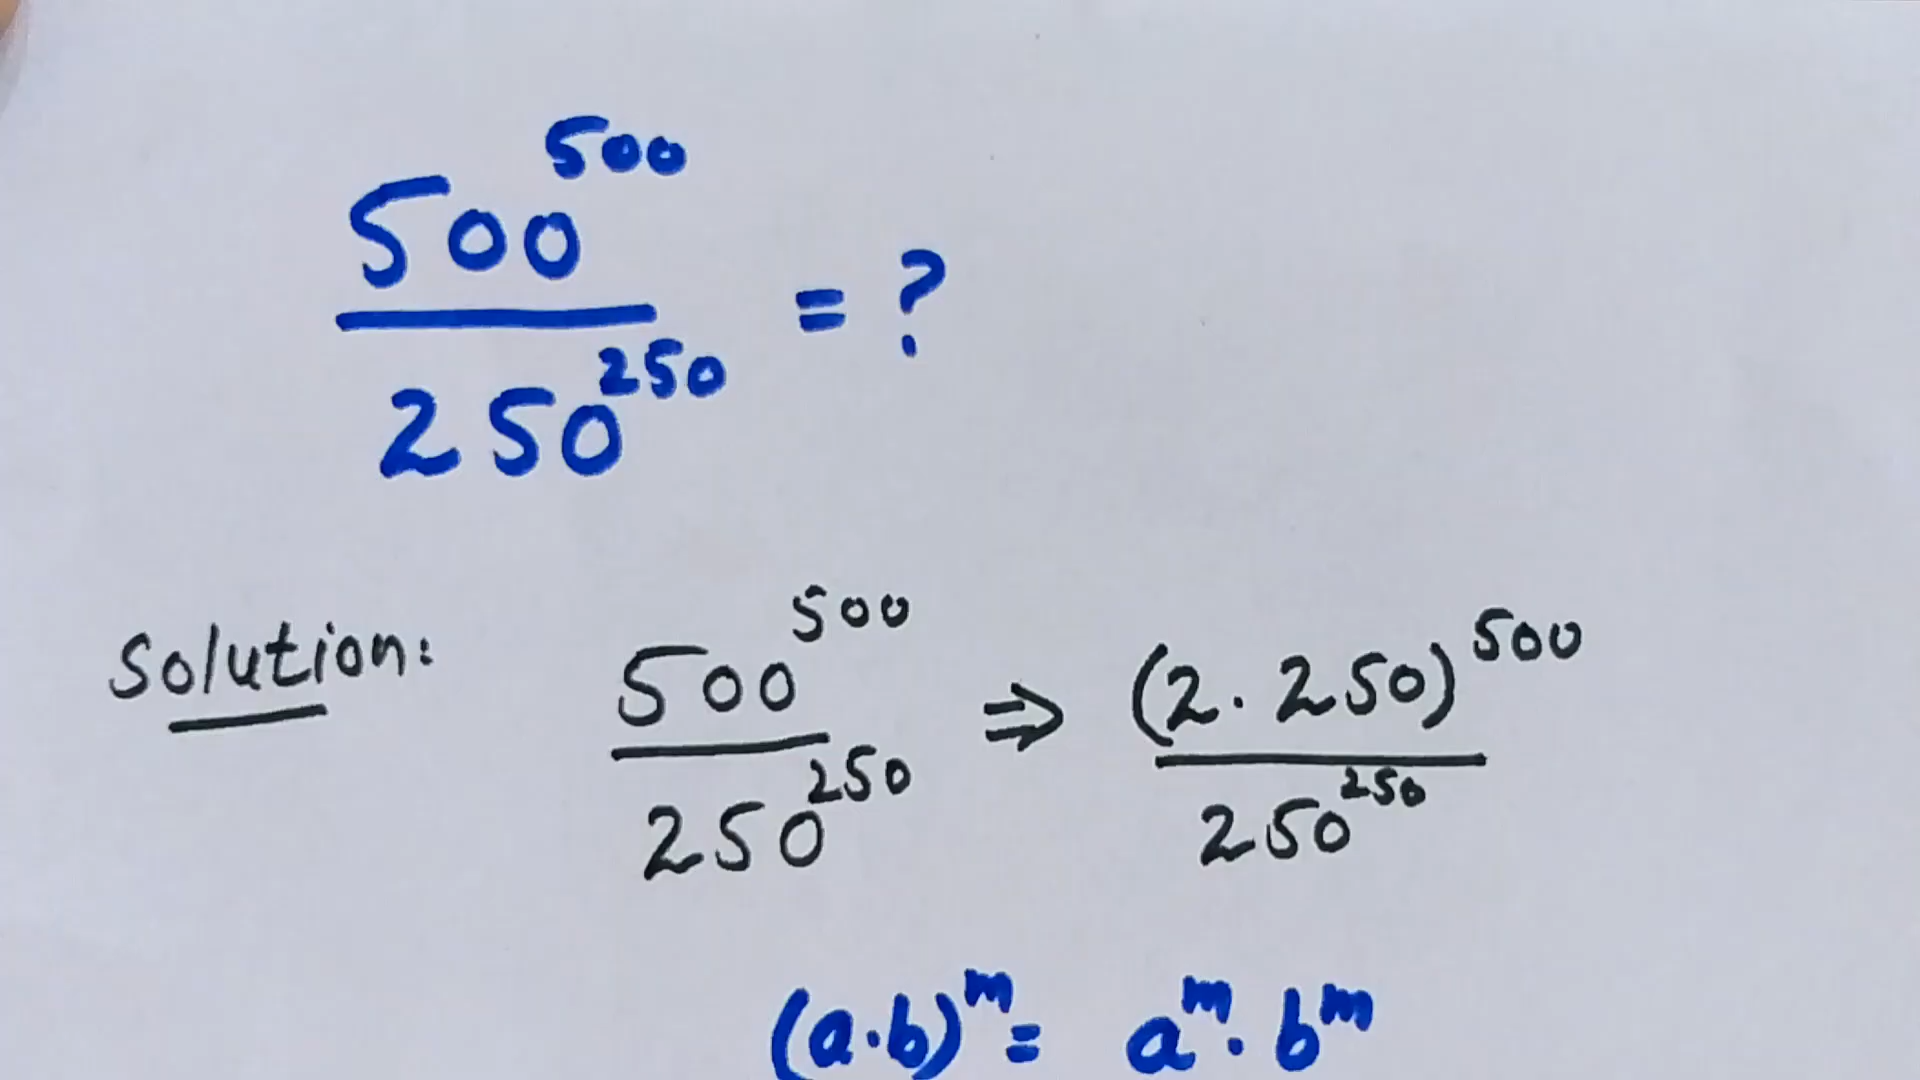 500^500
──── = ?
250^250
Solution: 500^500/250^250 ⇒ (2.250)^500/250^250
(a·b)^m = a^m · b^m